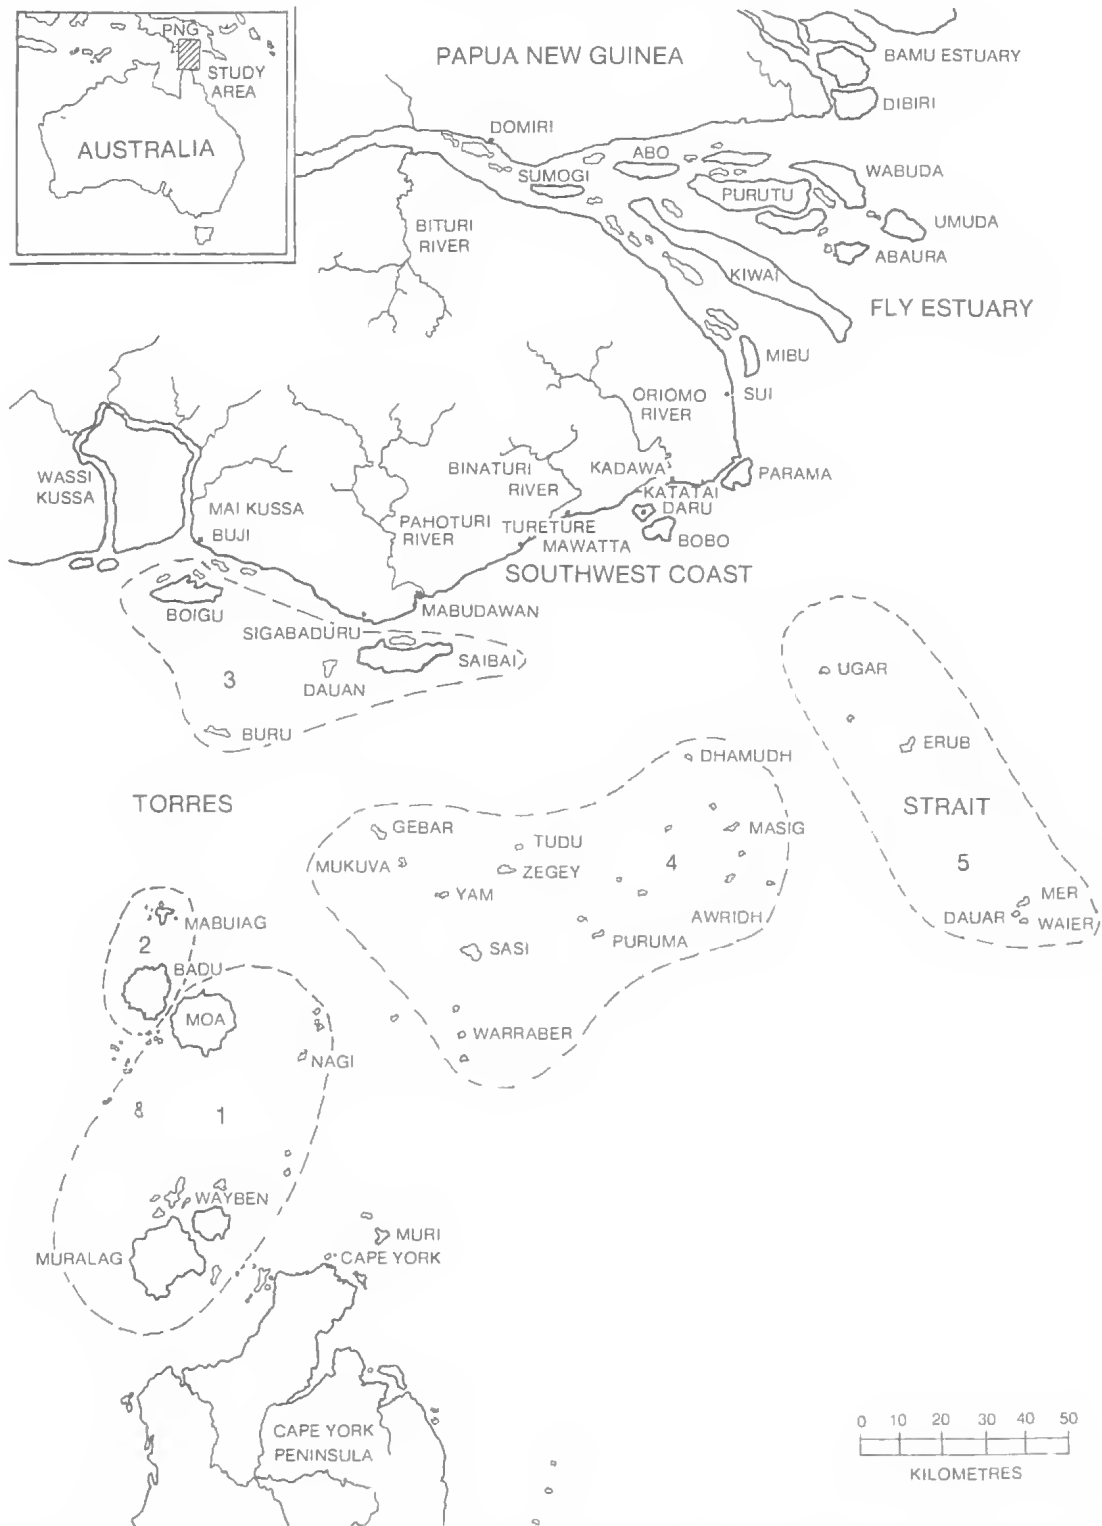 PNG
STUDY
AREA
AUSTRALIA
PAPUA NEW GUINEA
BAMU ESTUARY
DIBIRI
DOMIRI
ABO
SUMOGI
WABUDA
PURUTU
UMUDA
ABAURA
BITURI
RIVER
KIWAI
FLY ESTUARY
MIBU
SUI
ORIOMO
RIVER
WASSI
KUSSA
BINATURI
RIVER
KADAWA
PARAMA
KATATAI
DARU
MAI KUSSA
PAHOTURI
RIVER
TURETURE
BUJI
MAWATTA
BOBO
SOUTHWEST COAST
BOIGU
MABUDAWAN
SIGABADURU
SAIBAI
3
DAUAN
BURU
UGAR
ERUB
DHAMUDH
TORRES
STRAIT
GEBAR
MASIG
TUDU
MUKUVA
ZEGEY
4
5
YAM
MER
AWRIDH
DAUAR
WAIER
MABUIAG
2
PURUMA
SASI
BADU
MOA
WARRABER
NAGI
1
WAYBEN
MURI
MURALAG
CAPE YORK
CAPE YORK
PENINSULA
0 10 20 30 40 50
KILOMETRES